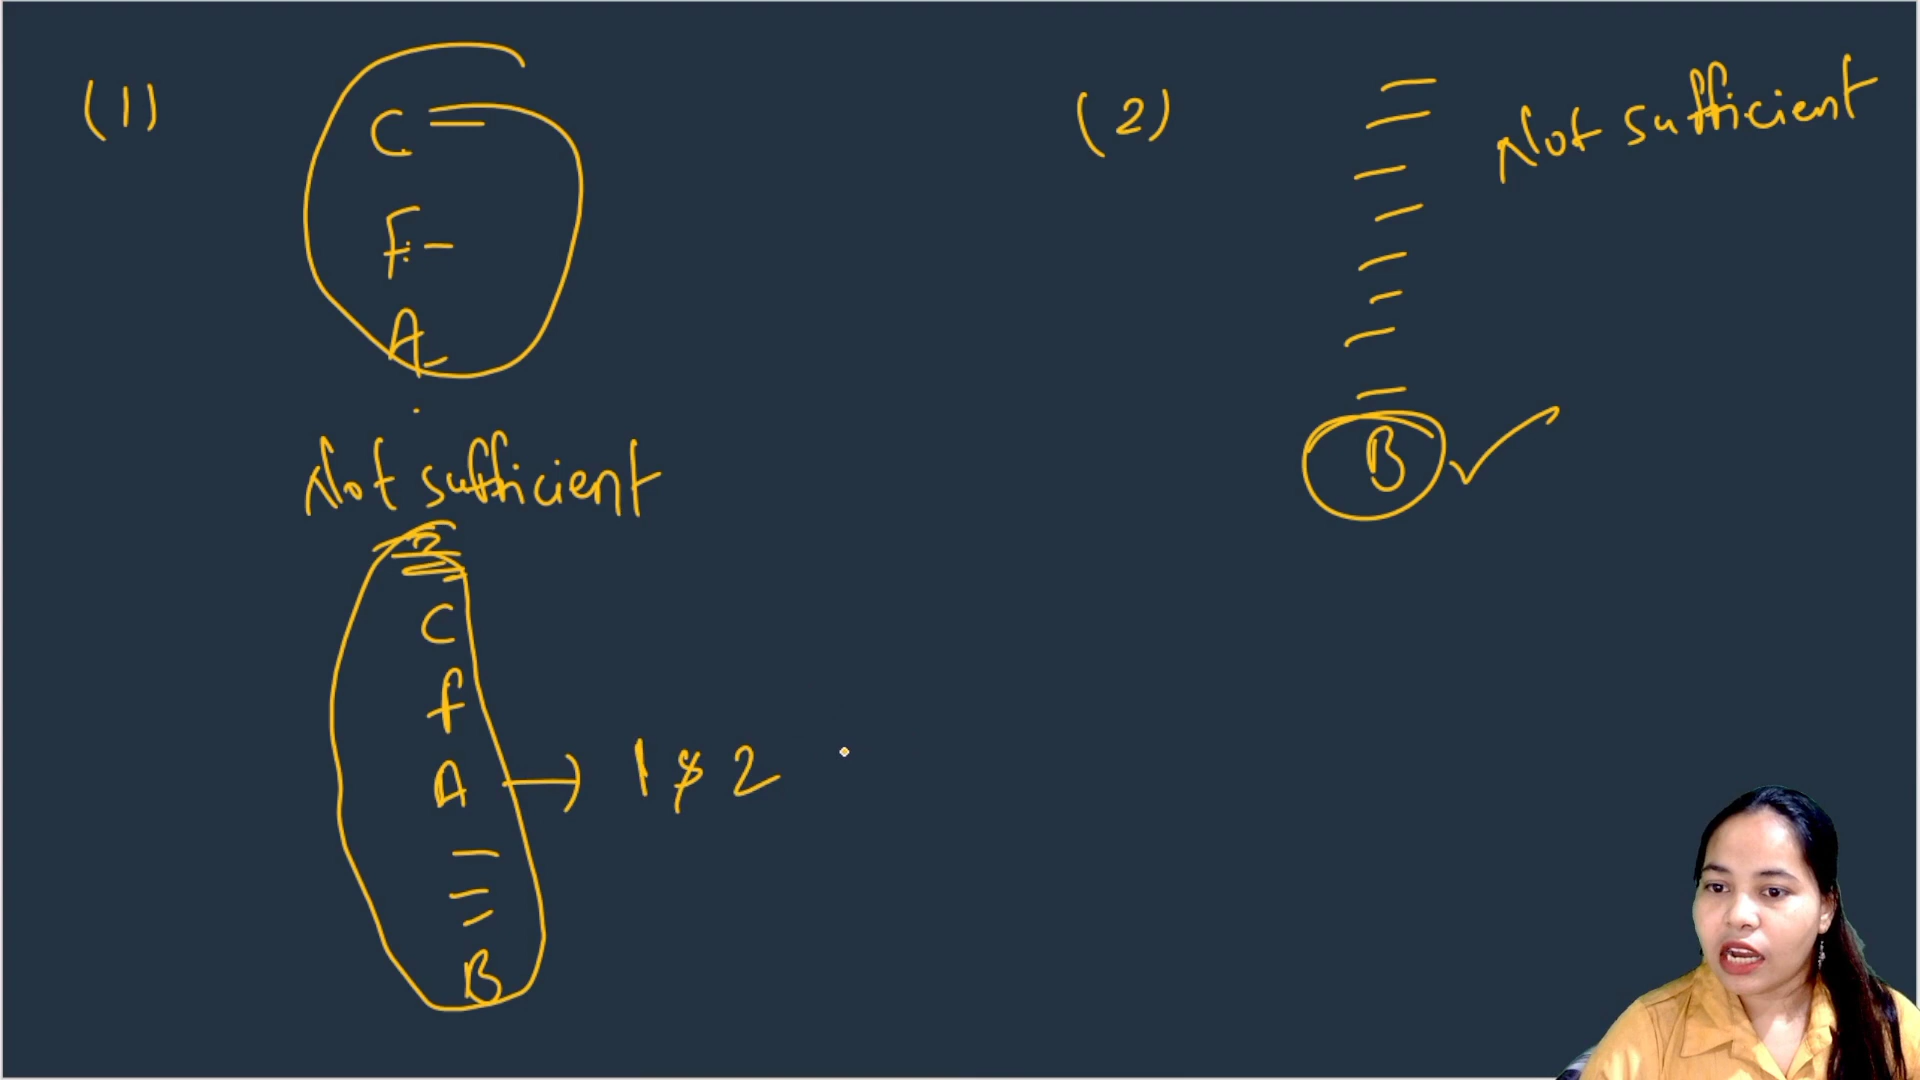 (1)
C =
F -
A -
Not sufficient
C
f
A → 1 & 2
B
(2)
Not sufficient
B ✓